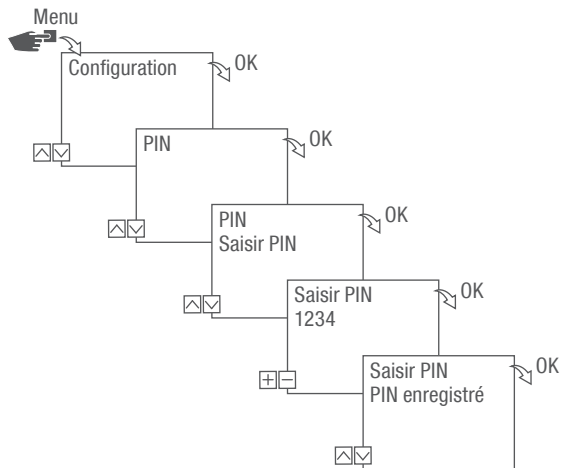 Menu
Configuration
OK
PIN
OK
PIN
Saisir PIN
OK
Saisir PIN
1234
OK
Saisir PIN
PIN enregistré
OK